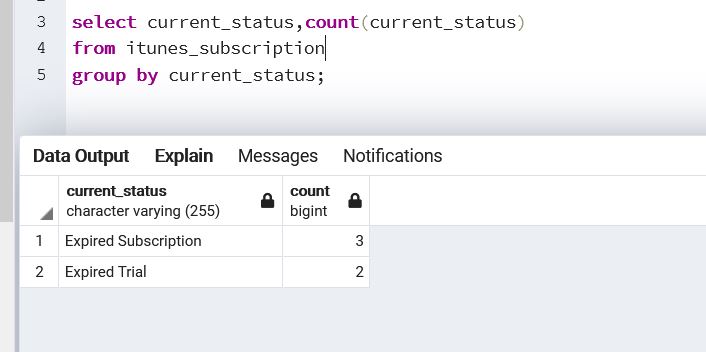 3 select current_status,count(current_status)
4 from itunes_subscription
5 group by current_status;
Data Output Explain Messages Notifications
current_status count
character varying (255) bigint
1 Expired Subscription 3
2 Expired Trial 2